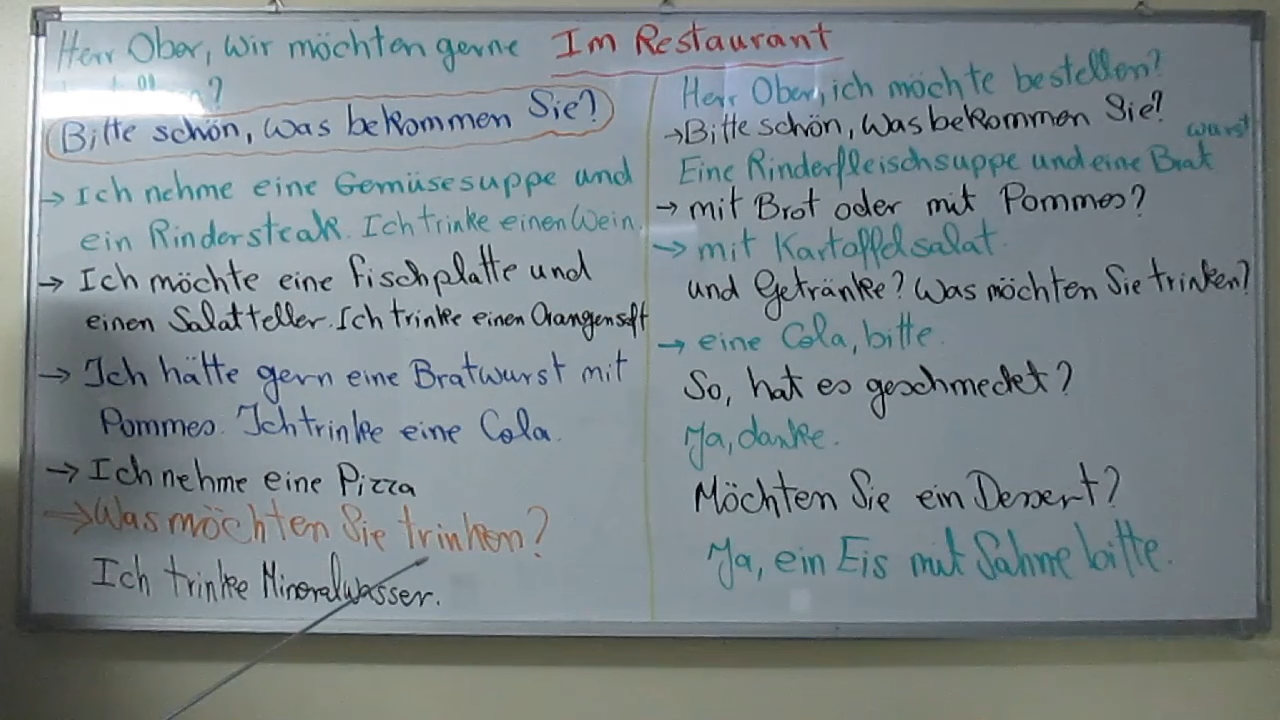 Im Restaurant
Herr Ober, wir möchten gerne
Bitte schön, was bekommen Sie?
→ Ich nehme eine Gemüsesuppe und
ein Rindersteak. Ich trinke einen Wein.
→ Ich möchte eine Fischplatte und
einen Salatteller. Ich trinke einen Orangensaft
→ Ich hätte gern eine Bratwurst mit
Pommes. Ich trinke eine Cola.
→ Ich nehme eine Pizza
→ Was möchten Sie trinken?
Ich trinke Mineralwasser.
Herr Ober, ich möchte bestellen?
→ Bitte schön, Was bekommen Sie?
Eine Rinderfleischsuppe und eine Brat
wurst
→ mit Brot oder mit Pommes?
→ mit Kartoffelsalat.
und Getränke? Was möchten Sie trinken?
→ eine Cola, bitte.
So, hat es geschmeckt?
Ja, danke.
Möchten Sie ein Dessert?
Ja, ein Eis mit Sahne bitte.